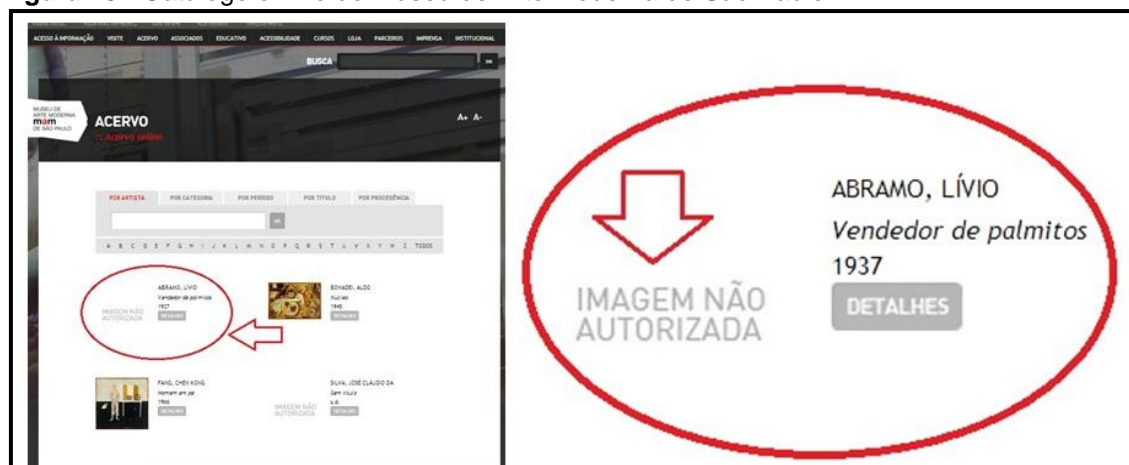 ACESSO À INFORMAÇÃO VISITE ACERVO ASSOCIADOS EDUCATIVO ACESSIBILIDADE CURSOS LOJA PARCEIROS IMPRENSA INSTITUCIONAL
BUSCA OK
MUSEU DE
ARTE MODERNA
mam
DE SÃO PAULO
ACERVO
:: Acervo online
A+ A-
POR ARTISTA POR CATEGORIA POR PERÍODO POR TÍTULO POR PROCEDÊNCIA
OK
A B C D E F G H I J K L M N O P Q R S T U V X Y W Z TODOS
IMAGEM NÃO
AUTORIZADA
ABRAMO, LÍVIO
Vendedor de palmitos
1937
DETALHES
BONADEI, ALDO
1940
DETALHES
FANG, CHEN KONG
Homem em pé
1966
DETALHES
IMAGEM NÃO
AUTORIZADA
SILVA, JOSÉ CLÁUDIO DA
Sem título
s.d.
DETALHES
IMAGEM NÃO
AUTORIZADA
ABRAMO, LÍVIO
Vendedor de palmitos
1937
DETALHES